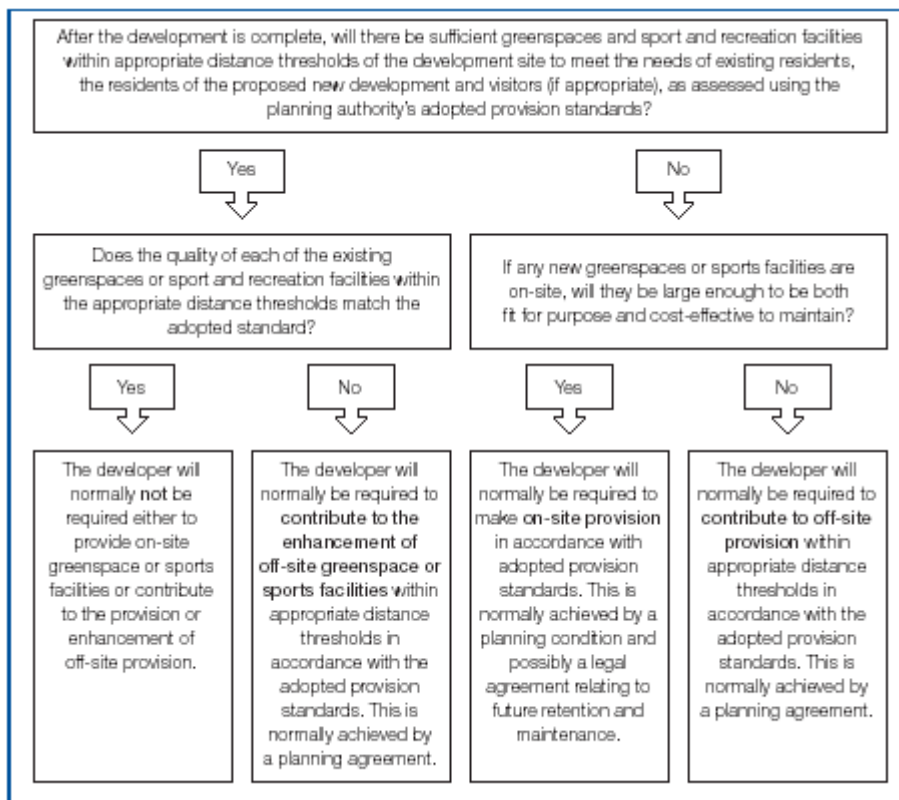 After the development is complete, will there be sufficient greenspaces and sport and recreation facilities
within appropriate distance thresholds of the development site to meet the needs of existing residents,
the residents of the proposed new development and visitors (if appropriate), as assessed using the
planning authority's adopted provision standards?
Yes
No
Does the quality of each of the existing
greenspaces or sport and recreation facilities within
the appropriate distance thresholds match the
adopted standard?
If any new greenspaces or sports facilities are
on-site, will they be large enough to be both
fit for purpose and cost-effective to maintain?
Yes
No
Yes
No
The developer will
normally not be
required either to
provide on-site
greenspace or sports
facilities or contribute
to the provision or
enhancement of
off-site provision.
The developer will
normally be required to
contribute to the
enhancement of
off-site greenspace or
sports facilities within
appropriate distance
thresholds in
accordance with the
adopted provision
standards. This is
normally achieved by
a planning agreement.
The developer will
normally be required to
make on-site provision
in accordance with
adopted provision
standards. This is
normally achieved by a
planning condition and
possibly a legal
agreement relating to
future retention and
maintenance.
The developer will
normally be required to
contribute to off-site
provision within
appropriate distance
thresholds in
accordance with the
adopted provision
standards. This is
normally achieved by
a planning agreement.